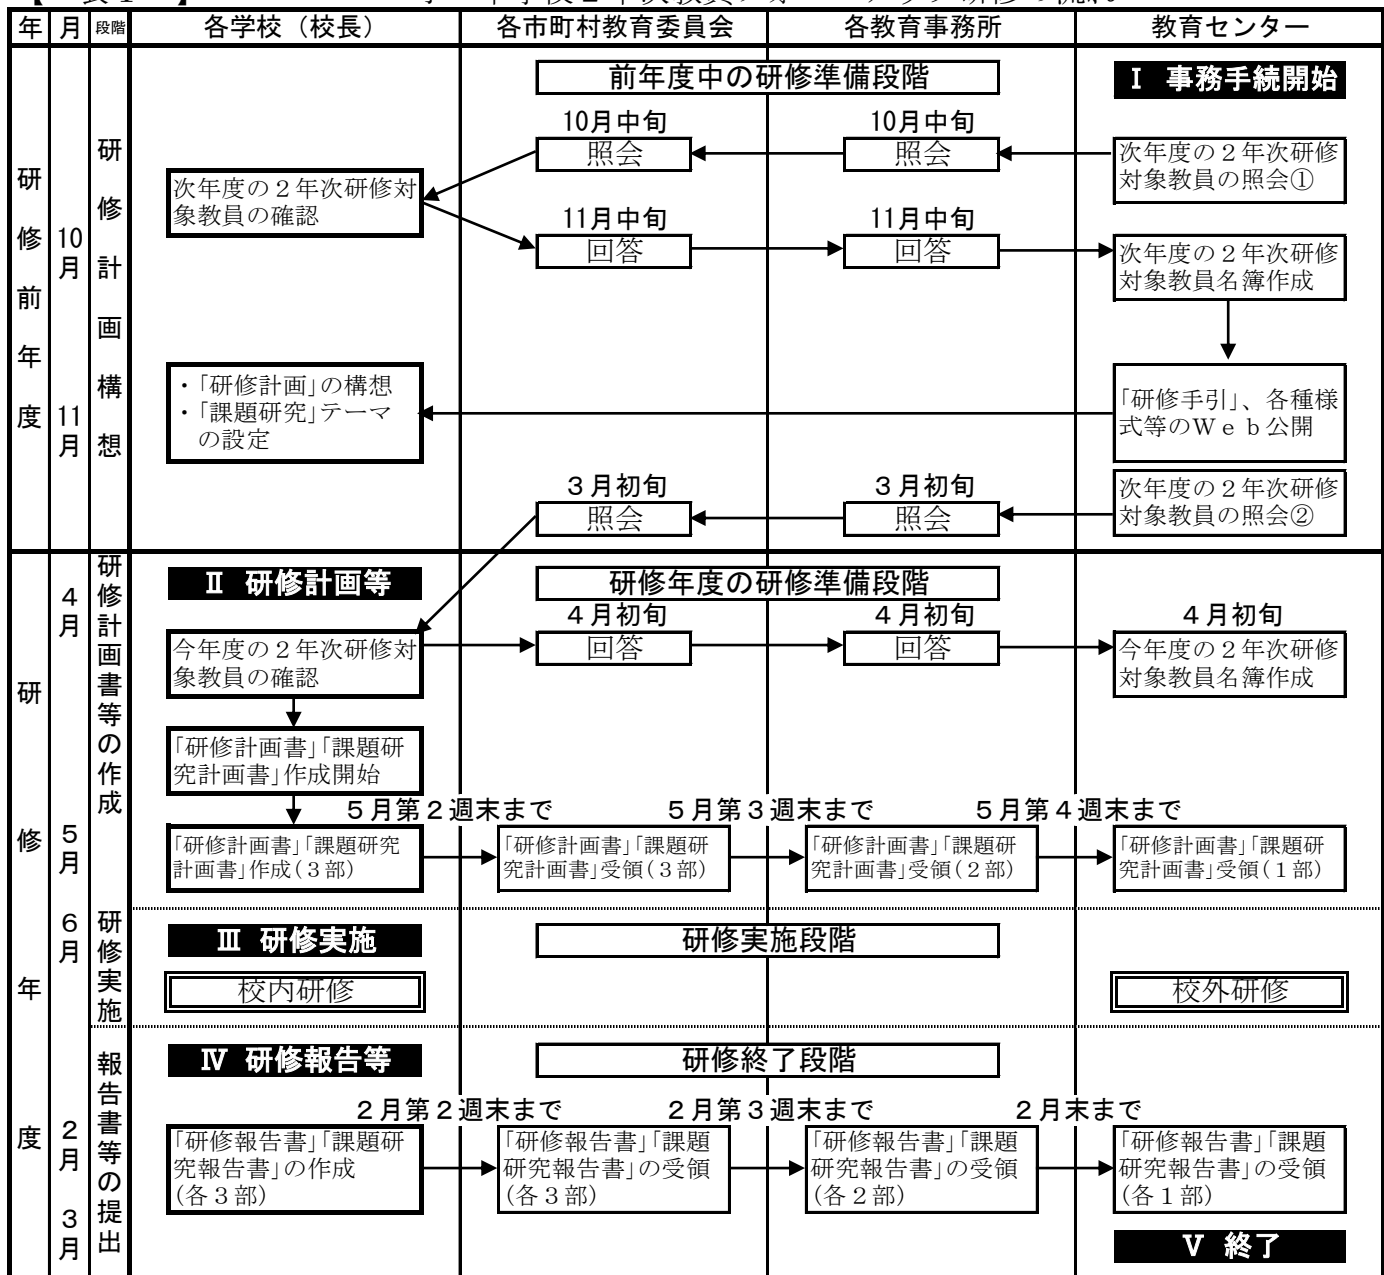 年 月 段階 各学校（校長） 各市町村教育委員会 各教育事務所 教育センター
研修前年度
10月
11月
研修計画構想
前年度中の研修準備段階
Ⅰ 事務手続開始
10月中旬
10月中旬
照会
照会
次年度の２年次研修
対象教員の照会①
次年度の２年次研修対
象教員の確認
11月中旬
11月中旬
回答
回答
次年度の２年次研修
対象教員名簿作成
・「研修計画」の構想
・「課題研究」テーマ
の設定
「研修手引」、各種様
式等のＷｅｂ公開
３月初旬
３月初旬
照会
照会
次年度の２年次研修
対象教員の照会②
研修年度
４月
５月
６月
２月
３月
研修計画書等の作成
Ⅱ 研修計画等
研修年度の研修準備段階
４月初旬
４月初旬
４月初旬
今年度の２年次研修対
象教員の確認
回答
回答
今年度の２年次研修
対象教員名簿作成
「研修計画書」「課題研
究計画書」作成開始
５月第２週末まで
５月第３週末まで
５月第４週末まで
「研修計画書」「課題研究
計画書」作成(３部)
「研修計画書」「課題研
究計画書」受領(３部)
「研修計画書」「課題研
究計画書」受領(２部)
「研修計画書」「課題研
究計画書」受領(１部)
研修実施
Ⅲ 研修実施
研修実施段階
校内研修
校外研修
報告書等の提出
Ⅳ 研修報告等
研修終了段階
２月第２週末まで
２月第３週末まで
２月末まで
「研修報告書」「課題研
究報告書」の作成
(各３部)
「研修報告書」「課題
研究報告書」の受領
(各３部)
「研修報告書」「課題
研究報告書」の受領
(各２部)
「研修報告書」「課題
研究報告書」の受領
(各１部)
Ⅴ 終了